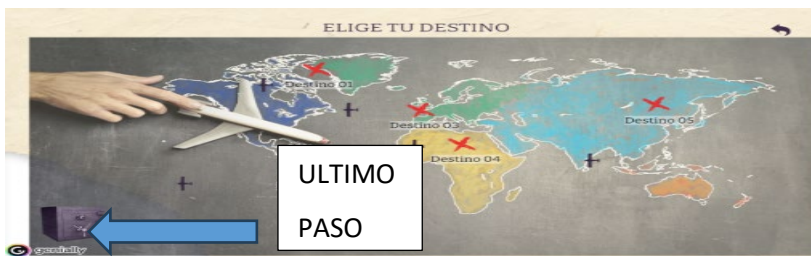 ELIGE TU DESTINO
Destino 01
Destino 03
Destino 05
Destino 04
ULTIMO
PASO
genially